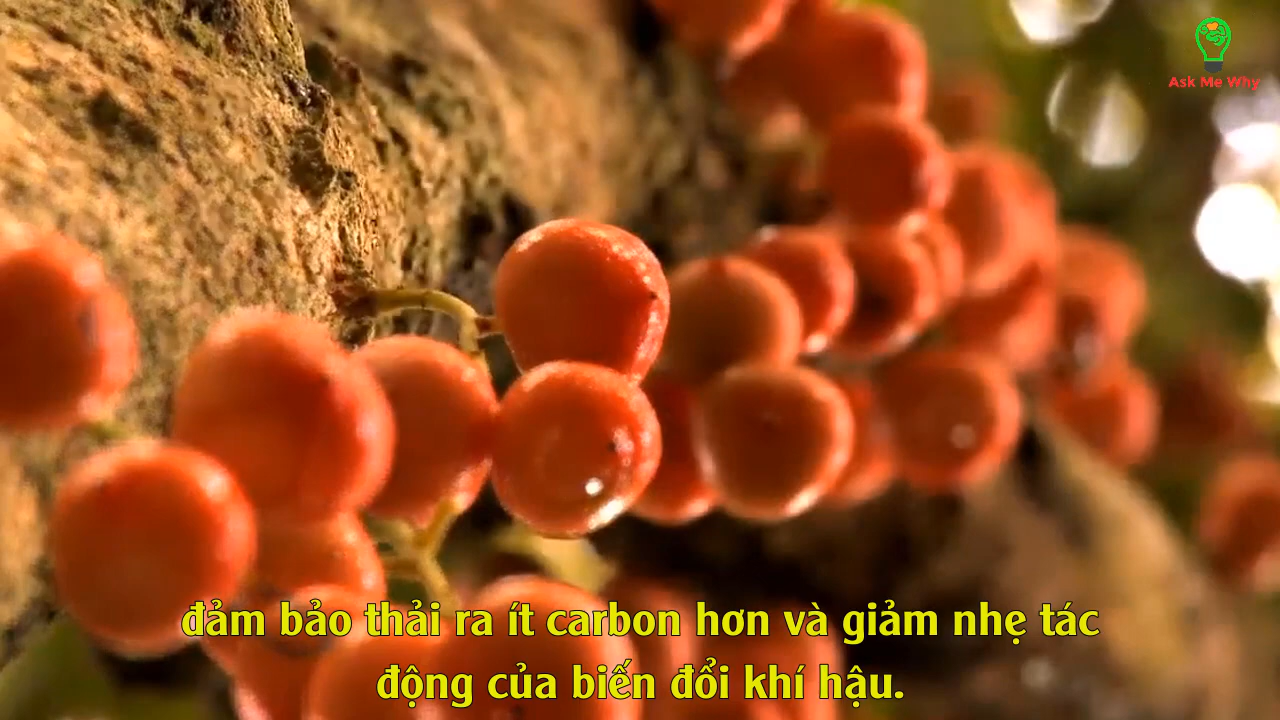 Ask Me Why
đảm bảo thải ra ít carbon hơn và giảm nhẹ tác
động của biến đổi khí hậu.